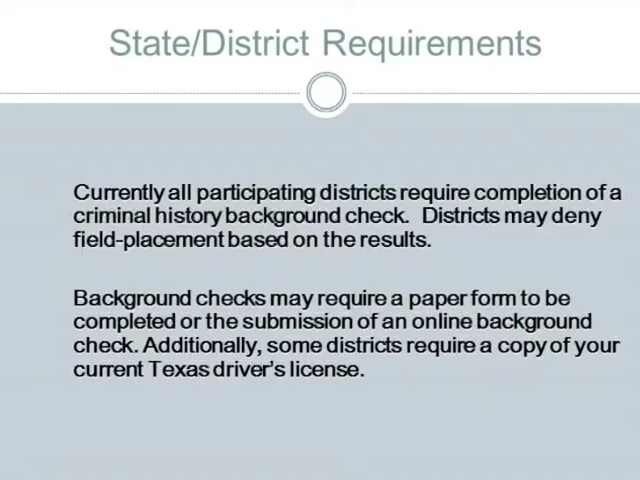 State/District Requirements
Currently all participating districts require completion of a
criminal history background check.  Districts may deny
field-placement based on the results.
Background checks may require a paper form to be
completed or the submission of an online background
check. Additionally, some districts require a copy of your
current Texas driver's license.